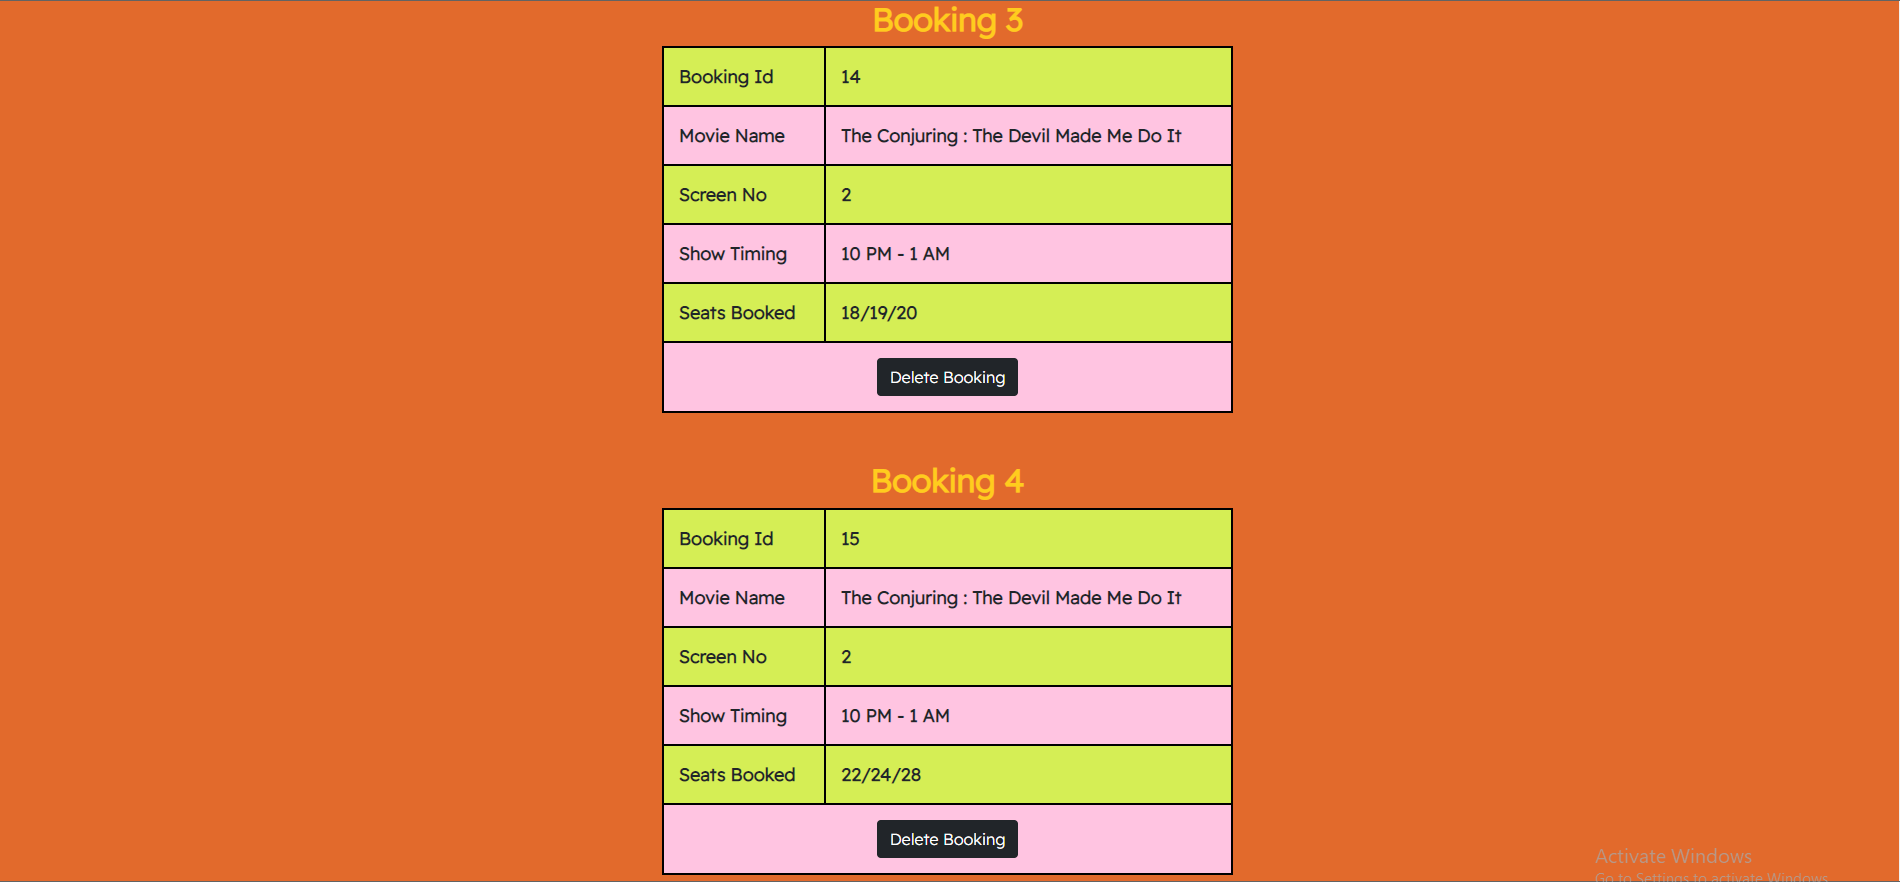 Booking 3
Booking Id 14
Movie Name The Conjuring : The Devil Made Me Do It
Screen No 2
Show Timing 10 PM - 1 AM
Seats Booked 18/19/20
Delete Booking
Booking 4
Booking Id 15
Movie Name The Conjuring : The Devil Made Me Do It
Screen No 2
Show Timing 10 PM - 1 AM
Seats Booked 22/24/28
Delete Booking
Activate Windows
Go to Settings to activate Windows